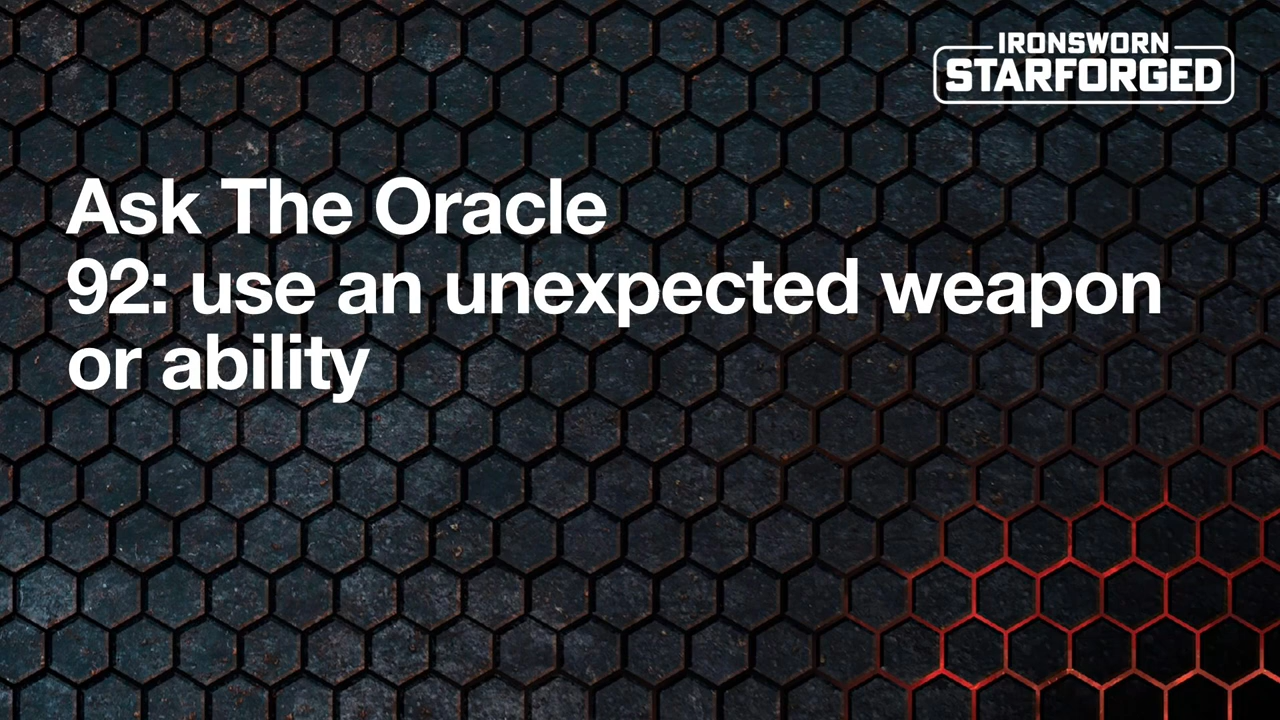 IRONSWORN
STARFORGED
Ask The Oracle
92: use an unexpected weapon
or ability